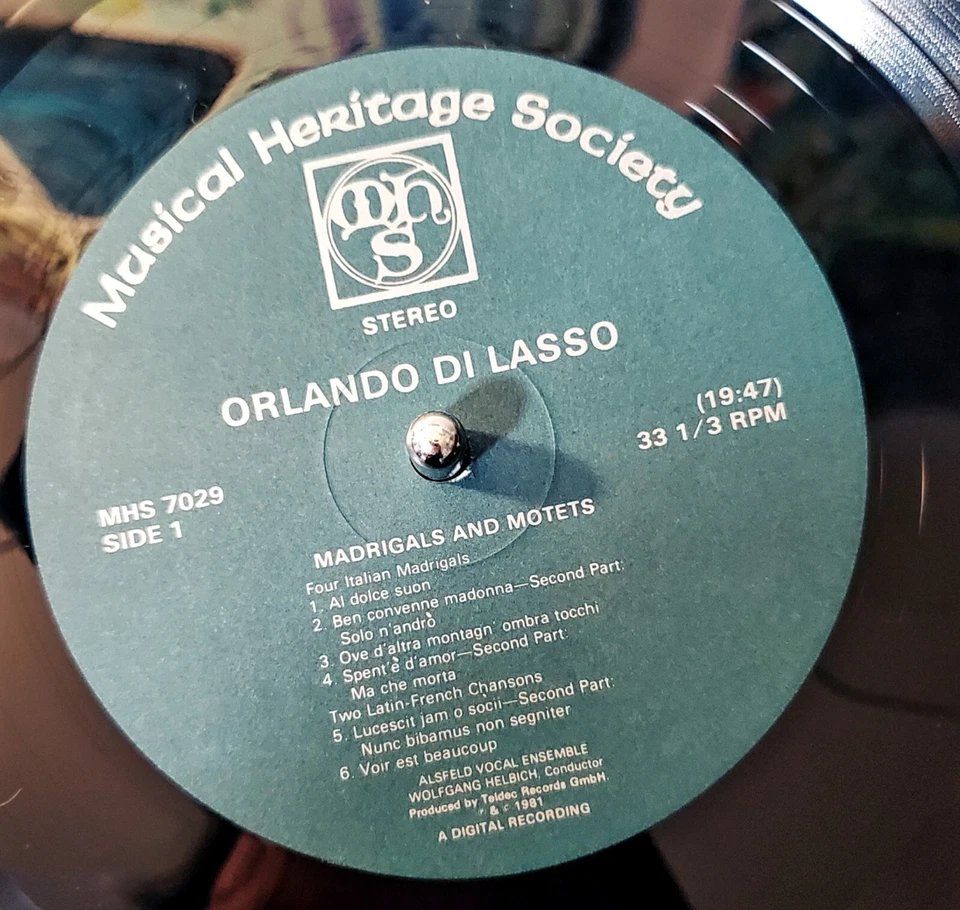 Musical Heritage Society
mhs
STEREO
ORLANDO DI LASSO
(19:47)
33 1/3 RPM
MHS 7029
SIDE 1
MADRIGALS AND MOTETS
Four Italian Madrigals
1. Al dolce suon
2. Ben convenne madonna—Second Part:
Solo n'andrò
3. Ove d'altra montagn' ombra tocchi
4. Spent'è d'amor—Second Part:
Ma che morta
Two Latin-French Chansons
5. Lucescit jam o socii—Second Part:
Nunc bibamus non segniter
6. Voir est beaucoup
ALSFELD VOCAL ENSEMBLE
WOLFGANG HELBICH, Conductor
Produced by Teldec Records GmbH.
℗ & © 1981
A DIGITAL RECORDING